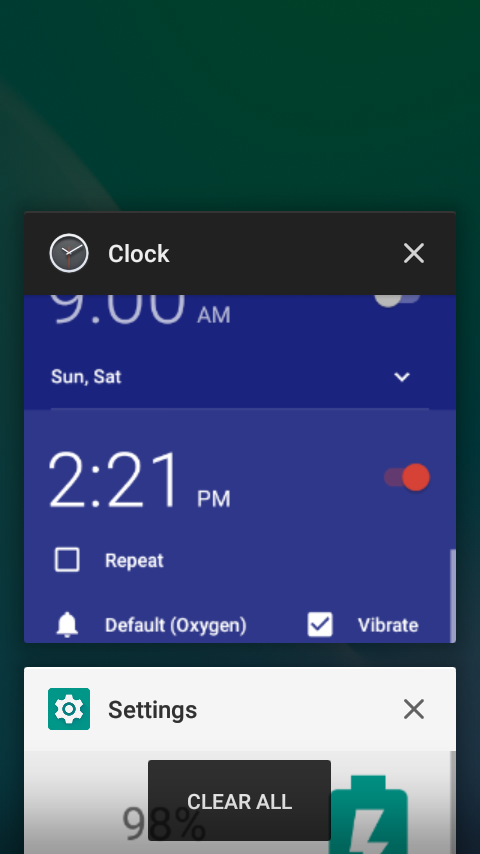 Clock
9:00 AM
Sun, Sat
2:21 PM
Repeat
Default (Oxygen) Vibrate
Settings
98%
CLEAR ALL